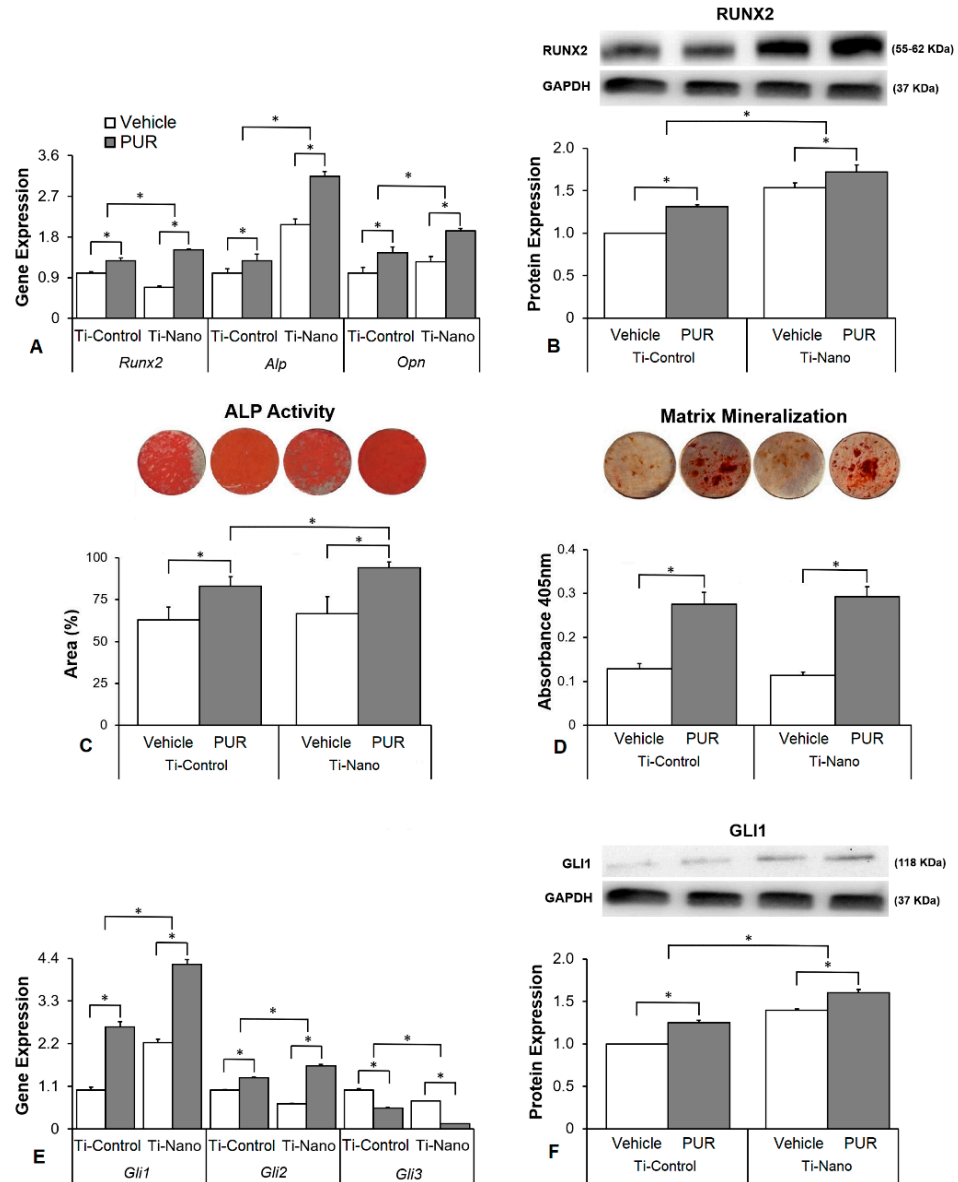 RUNX2
RUNX2
(55-62 KDa)
GAPDH
(37 KDa)
Vehicle
PUR
Gene Expression
3.6
2.7
1.8
0.9
0
* * * * * * * * *
Ti-Control Ti-Nano Ti-Control Ti-Nano Ti-Control Ti-Nano
Runx2 Alp Opn
A
Protein Expression
2.0
1.5
1.0
0.5
0.0
* * *
Vehicle PUR Vehicle PUR
Ti-Control Ti-Nano
B
ALP Activity
Area (%)
100
75
50
25
0
* * *
Vehicle PUR Vehicle PUR
Ti-Control Ti-Nano
C
Matrix Mineralization
Absorbance 405nm
0.4
0.3
0.2
0.1
0
* *
Vehicle PUR Vehicle PUR
Ti-Control Ti-Nano
D
Gene Expression
4.4
3.3
2.2
1.1
0
* * * * * * * * *
Ti-Control Ti-Nano Ti-Control Ti-Nano Ti-Control Ti-Nano
Gli1 Gli2 Gli3
E
GLI1
GLI1
(118 KDa)
GAPDH
(37 KDa)
Protein Expression
2.0
1.5
1.0
0.5
0.0
* * *
Vehicle PUR Vehicle PUR
Ti-Control Ti-Nano
F